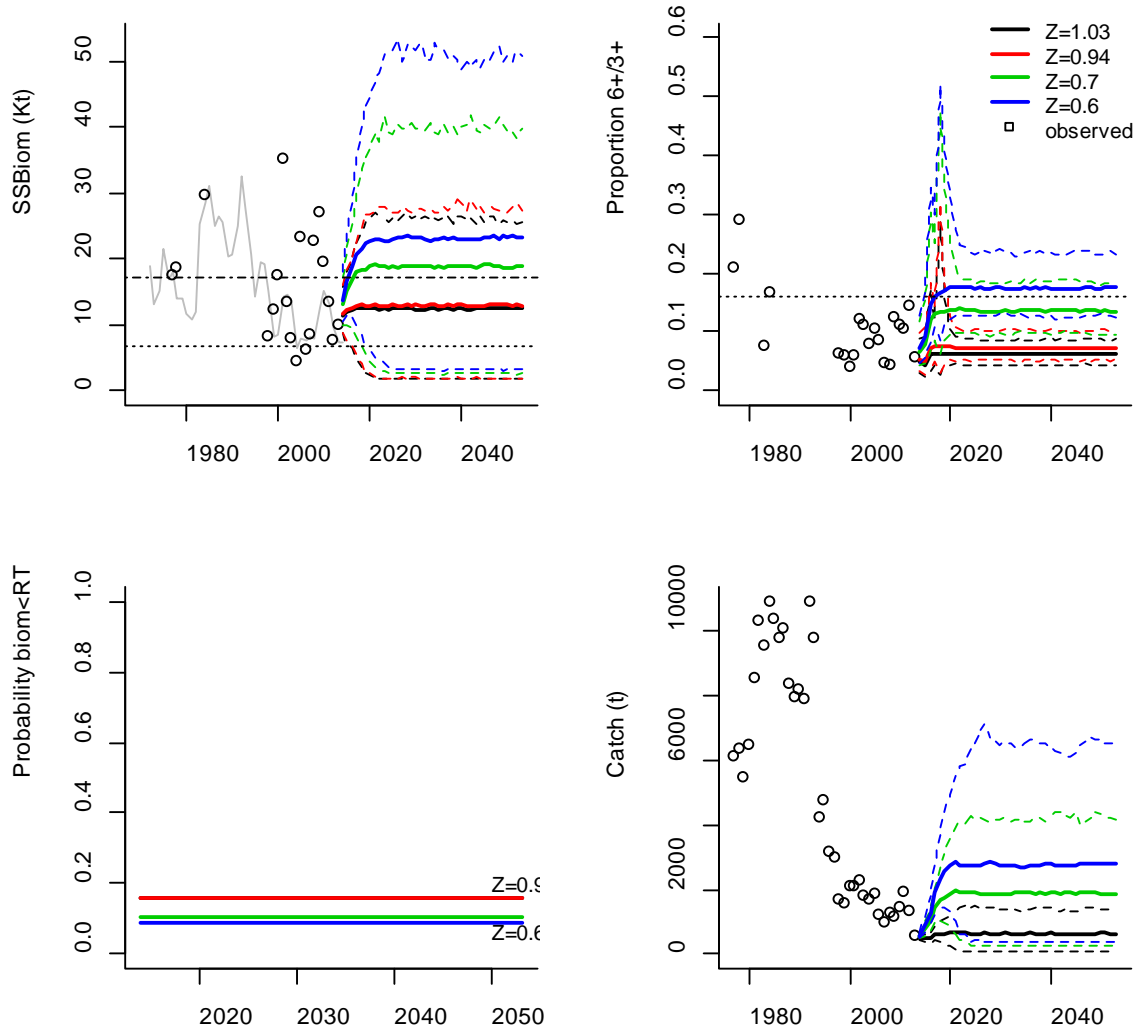 SSBiom (Kt)
50
40
30
20
10
0
1980 2000 2020 2040
Proportion 6+/3+
0.6
0.5
0.4
0.3
0.2
0.1
0.0
1980 2000 2020 2040
Z=1.03
Z=0.94
Z=0.7
Z=0.6
observed
Probability biom<RT
1.0
0.8
0.6
0.4
0.2
0.0
Z=0.9
Z=0.6
2020 2030 2040 2050
Catch (t)
10000
6000
2000
0
1980 2000 2020 2040